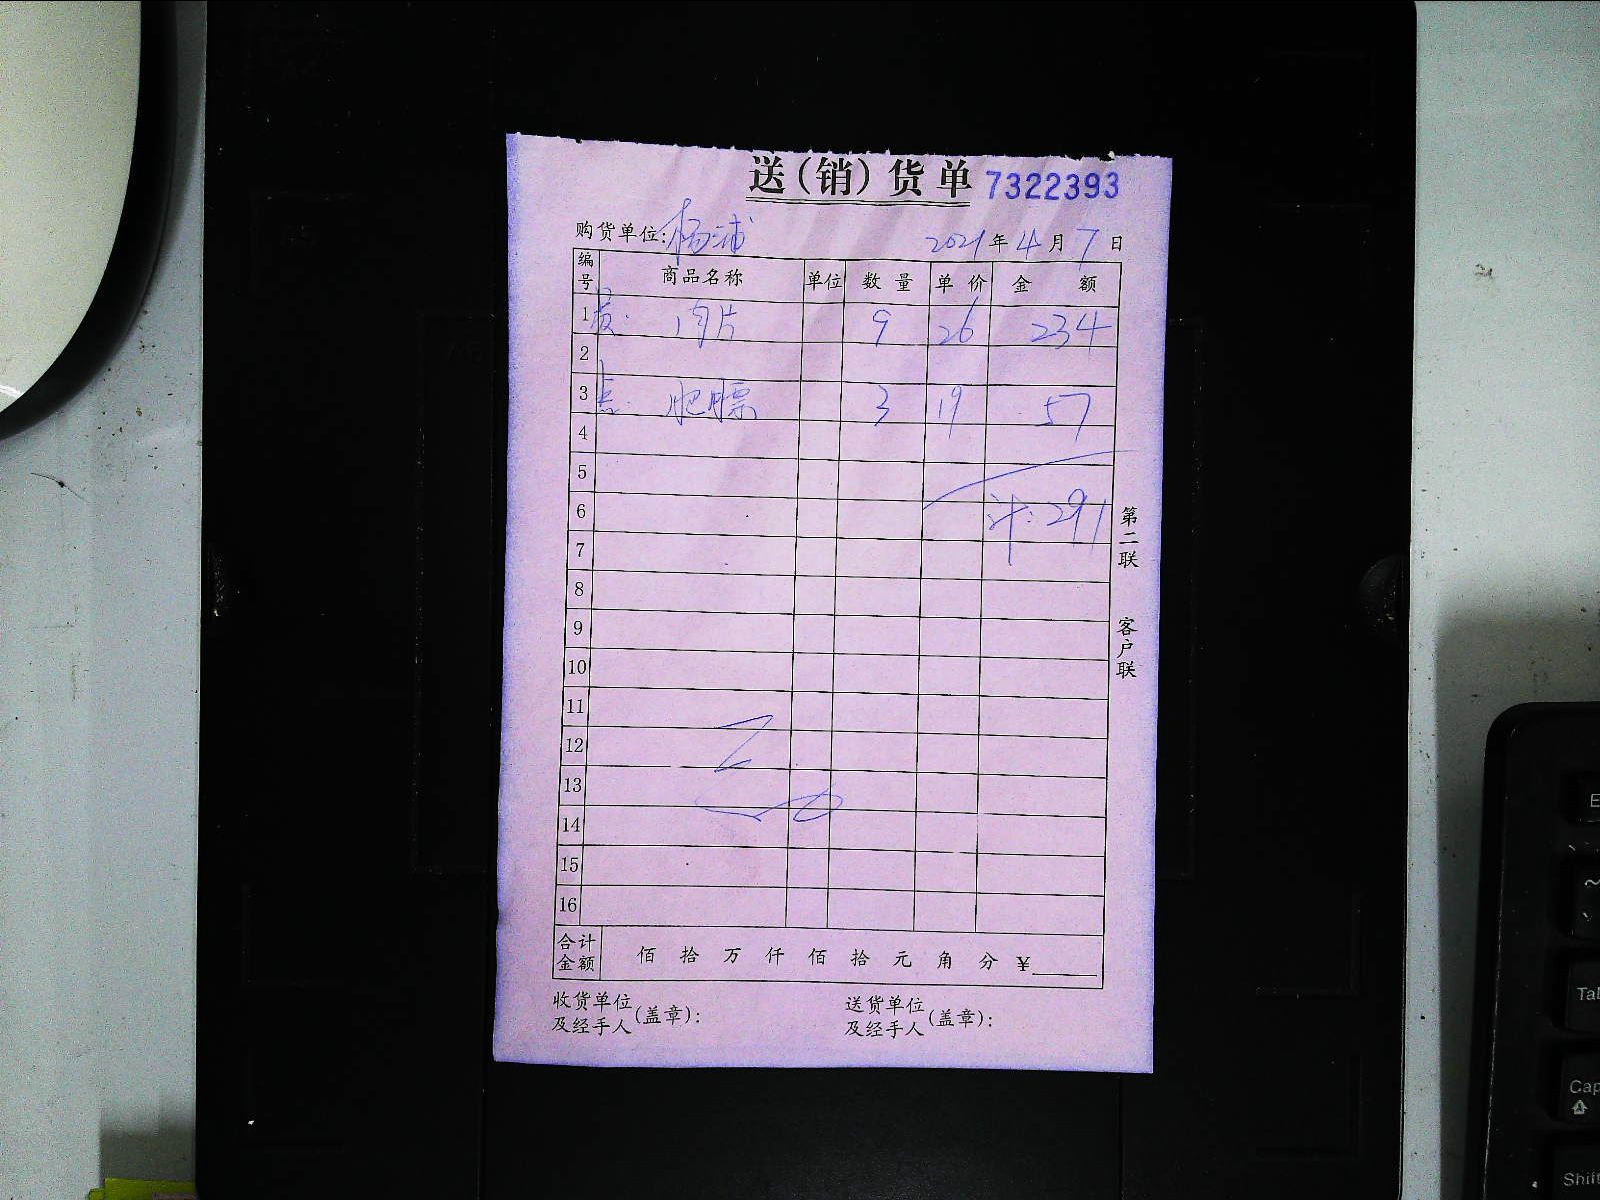 送(销)货单 7322393
购货单位: 杨浦 2021年4月7日
编号 商品名称 单位 数量 单价 金额
1 肉片 9 26 234
2
3 点. 肥膘 3 19 57
4
5
6 计: 291
7
8
9
10
11
12
13
14
15
16
合计金额 佰 拾 万 仟 佰 拾 元 角 分 ¥
收货单位及经手人(盖章): 送货单位及经手人(盖章):
第二联 客户联
E
~
Tab
Cap
Shift